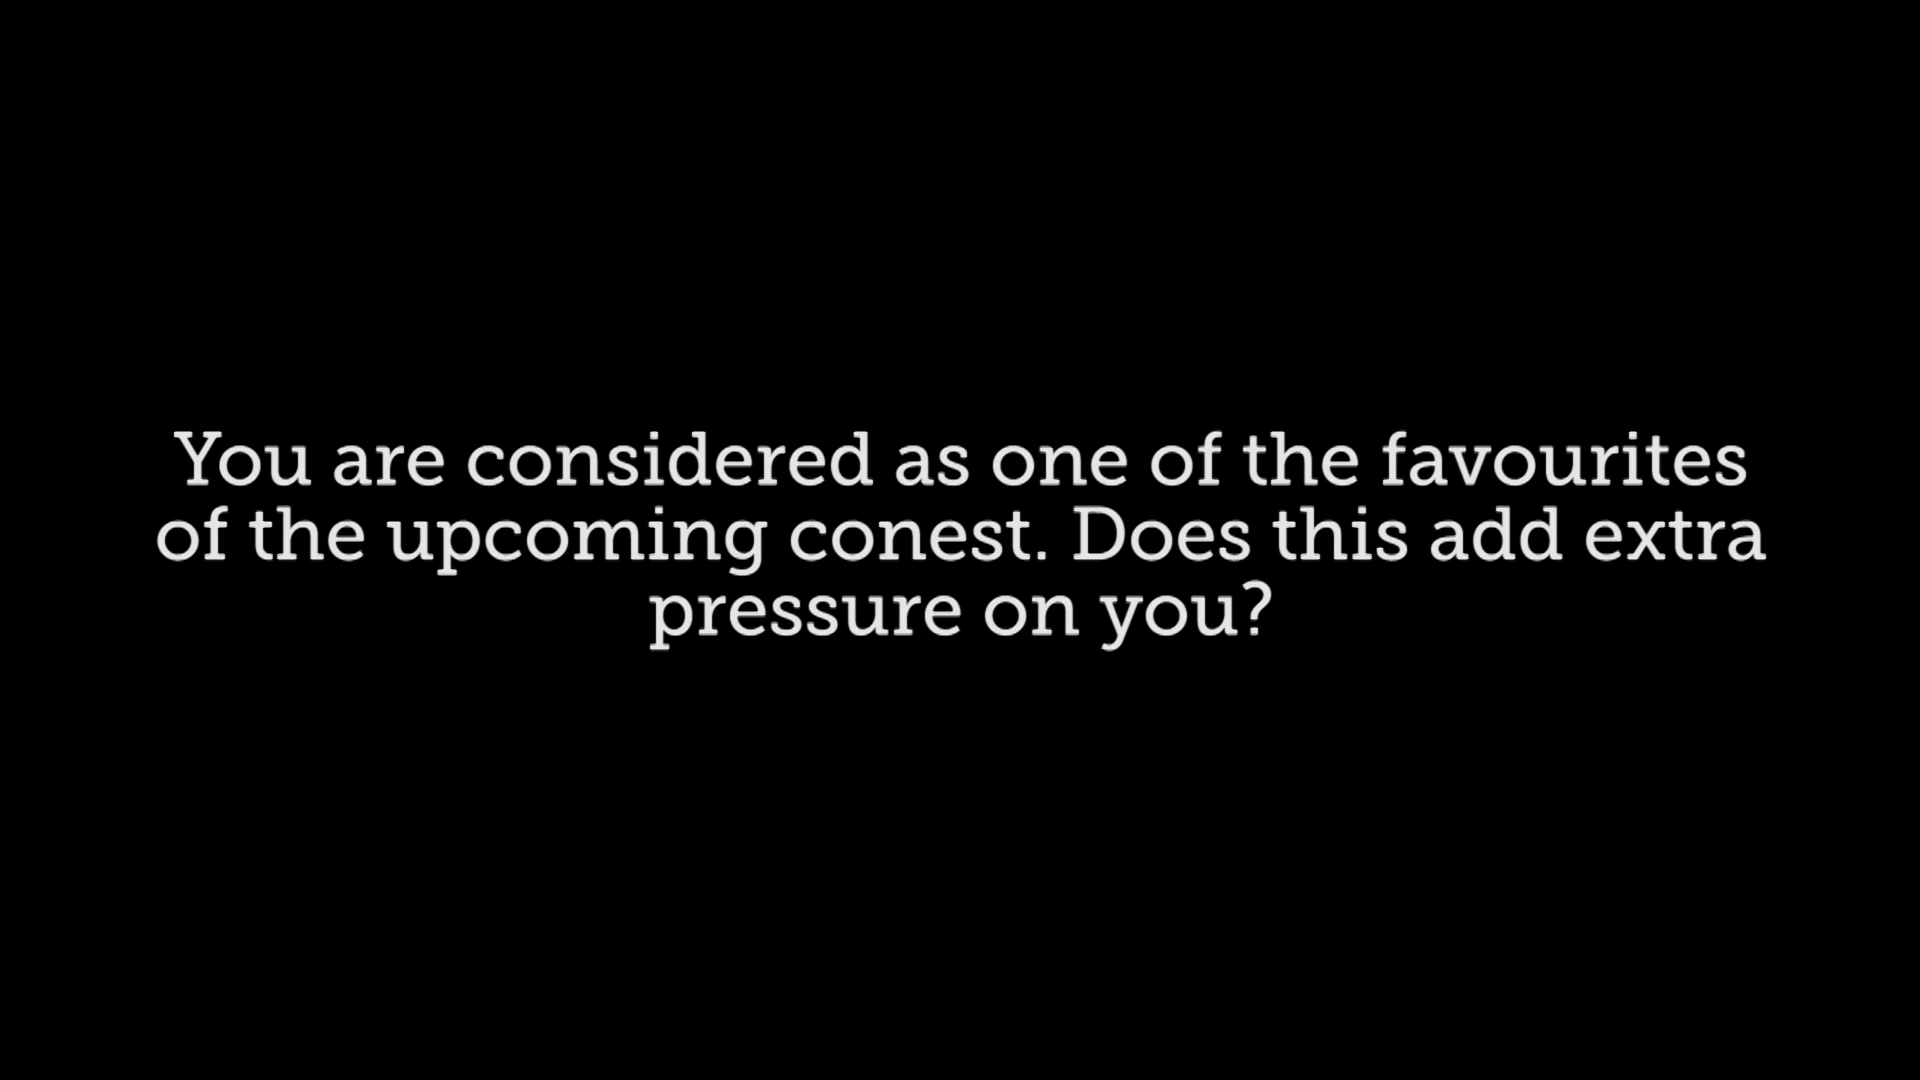 You are considered as one of the favourites
of the upcoming conest. Does this add extra
pressure on you?